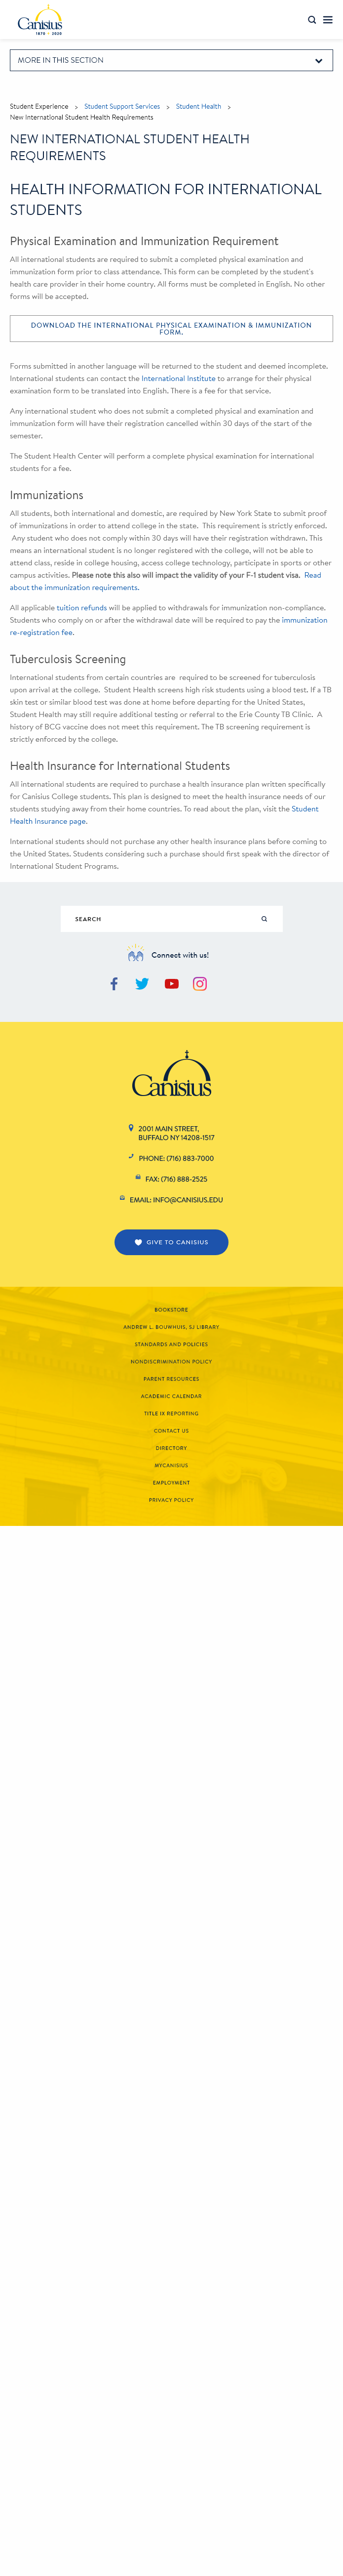 Canisius
1870 • 2020
MORE IN THIS SECTION
Student Experience > Student Support Services > Student Health >
New International Student Health Requirements
NEW INTERNATIONAL STUDENT HEALTH
REQUIREMENTS
HEALTH INFORMATION FOR INTERNATIONAL
STUDENTS
Physical Examination and Immunization Requirement
All international students are required to submit a completed physical examination and
immunization form prior to class attendance. This form can be completed by the student's
health care provider in their home country. All forms must be completed in English. No other
forms will be accepted.
DOWNLOAD THE INTERNATIONAL PHYSICAL EXAMINATION & IMMUNIZATION
FORM.
Forms submitted in another language will be returned to the student and deemed incomplete.
International students can contact the International Institute to arrange for their physical
examination form to be translated into English. There is a fee for that service.
Any international student who does not submit a completed physical and examination and
immunization form will have their registration cancelled within 30 days of the start of the
semester.
The Student Health Center will perform a complete physical examination for international
students for a fee.
Immunizations
All students, both international and domestic, are required by New York State to submit proof
of immunizations in order to attend college in the state. This requirement is strictly enforced.
Any student who does not comply within 30 days will have their registration withdrawn. This
means an international student is no longer registered with the college, will not be able to
attend class, reside in college housing, access college technology, participate in sports or other
campus activities. Please note this also will impact the validity of your F-1 student visa. Read
about the immunization requirements.
All applicable tuition refunds will be applied to withdrawals for immunization non-compliance.
Students who comply on or after the withdrawal date will be required to pay the immunization
re-registration fee.
Tuberculosis Screening
International students from certain countries are required to be screened for tuberculosis
upon arrival at the college. Student Health screens high risk students using a blood test. If a TB
skin test or similar blood test was done at home before departing for the United States,
Student Health may still require additional testing or referral to the Erie County TB Clinic. A
history of BCG vaccine does not meet this requirement. The TB screening requirement is
strictly enforced by the college.
Health Insurance for International Students
All international students are required to purchase a health insurance plan written specifically
for Canisius College students. This plan is designed to meet the health insurance needs of our
students studying away from their home countries. To read about the plan, visit the Student
Health Insurance page.
International students should not purchase any other health insurance plans before coming to
the United States. Students considering such a purchase should first speak with the director of
International Student Programs.
SEARCH
Connect with us!
Canisius
2001 MAIN STREET,
BUFFALO NY 14208-1517
PHONE: (716) 883-7000
FAX: (716) 888-2525
EMAIL: INFO@CANISIUS.EDU
GIVE TO CANISIUS
BOOKSTORE
ANDREW L. BOUWHUIS, SJ LIBRARY
STANDARDS AND POLICIES
NONDISCRIMINATION POLICY
PARENT RESOURCES
ACADEMIC CALENDAR
TITLE IX REPORTING
CONTACT US
DIRECTORY
MYCANISIUS
EMPLOYMENT
PRIVACY POLICY